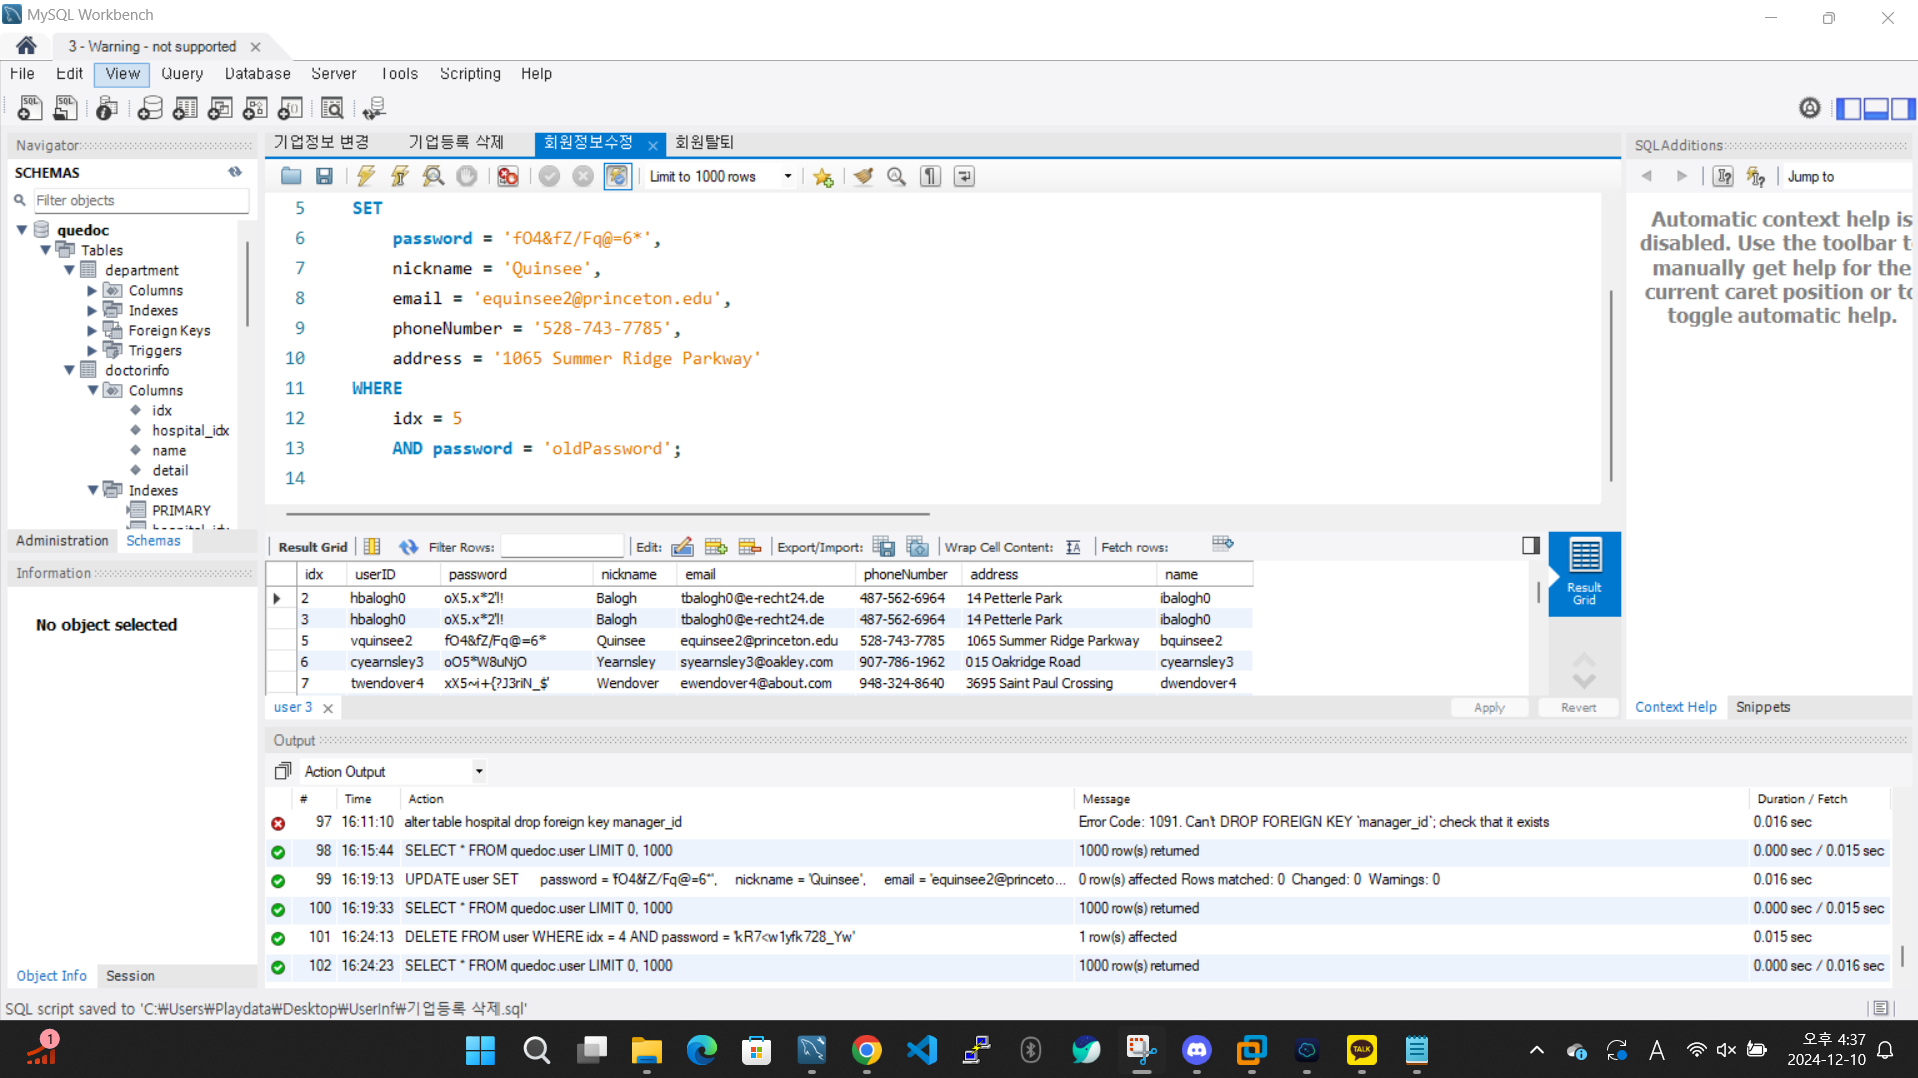 MySQL Workbench
3 - Warning - not supported
File Edit View Query Database Server Tools Scripting Help
Navigator
SCHEMAS
Filter objects
quedoc
Tables
department
Columns
Indexes
Foreign Keys
Triggers
doctorinfo
Columns
idx
hospital_idx
name
detail
Indexes
PRIMARY
Administration Schemas
Information
No object selected
Object Info Session
기업정보 변경 기업등록 삭제 회원정보수정 회원탈퇴
Limit to 1000 rows
5 SET
6 password = 'fO4&fZ/Fq@=6*',
7 nickname = 'Quinsee',
8 email = 'equinsee2@princeton.edu',
9 phoneNumber = '528-743-7785',
10 address = '1065 Summer Ridge Parkway'
11 WHERE
12 idx = 5
13 AND password = 'oldPassword';
14
Result Grid Filter Rows: Edit: Export/Import: Wrap Cell Content: Fetch rows:
idx userID password nickname email phoneNumber address name
2 hbalogh0 oX5.x*2'l! Balogh tbalogh0@e-recht24.de 487-562-6964 14 Petterle Park ibalogh0
3 hbalogh0 oX5.x*2'l! Balogh tbalogh0@e-recht24.de 487-562-6964 14 Petterle Park ibalogh0
5 vquinsee2 fO4&fZ/Fq@=6* Quinsee equinsee2@princeton.edu 528-743-7785 1065 Summer Ridge Parkway bquinsee2
6 cyearnsley3 oO5*W8uNjO Yearnsley syearnsley3@oakley.com 907-786-1962 015 Oakridge Road cyearnsley3
7 twendover4 xX5~i+{?J3riN_$' Wendover ewendover4@about.com 948-324-8640 3695 Saint Paul Crossing dwendover4
Result Grid
user 3
Apply Revert
SQLAdditions
Jump to
Automatic context help is
disabled. Use the toolbar t
manually get help for the
current caret position or to
toggle automatic help.
Context Help Snippets
Output
Action Output
# Time Action Message Duration / Fetch
97 16:11:10 alter table hospital drop foreign key manager_id Error Code: 1091. Can't DROP FOREIGN KEY `manager_id`; check that it exists 0.016 sec
98 16:15:44 SELECT * FROM quedoc.user LIMIT 0, 1000 1000 row(s) returned 0.000 sec / 0.015 sec
99 16:19:13 UPDATE user SET password = 'fO4&fZ/Fq@=6*', nickname = 'Quinsee', email = 'equinsee2@princeto... 0 row(s) affected Rows matched: 0 Changed: 0 Warnings: 0 0.016 sec
100 16:19:33 SELECT * FROM quedoc.user LIMIT 0, 1000 1000 row(s) returned 0.000 sec / 0.015 sec
101 16:24:13 DELETE FROM user WHERE idx = 4 AND password = 'kR7<w1yfk728_Yw' 1 row(s) affected 0.015 sec
102 16:24:23 SELECT * FROM quedoc.user LIMIT 0, 1000 1000 row(s) returned 0.000 sec / 0.016 sec
SQL script saved to 'C:₩Users₩Playdata₩Desktop₩UserInf₩기업등록 삭제.sql'
1
TALK
A
오후 4:37
2024-12-10